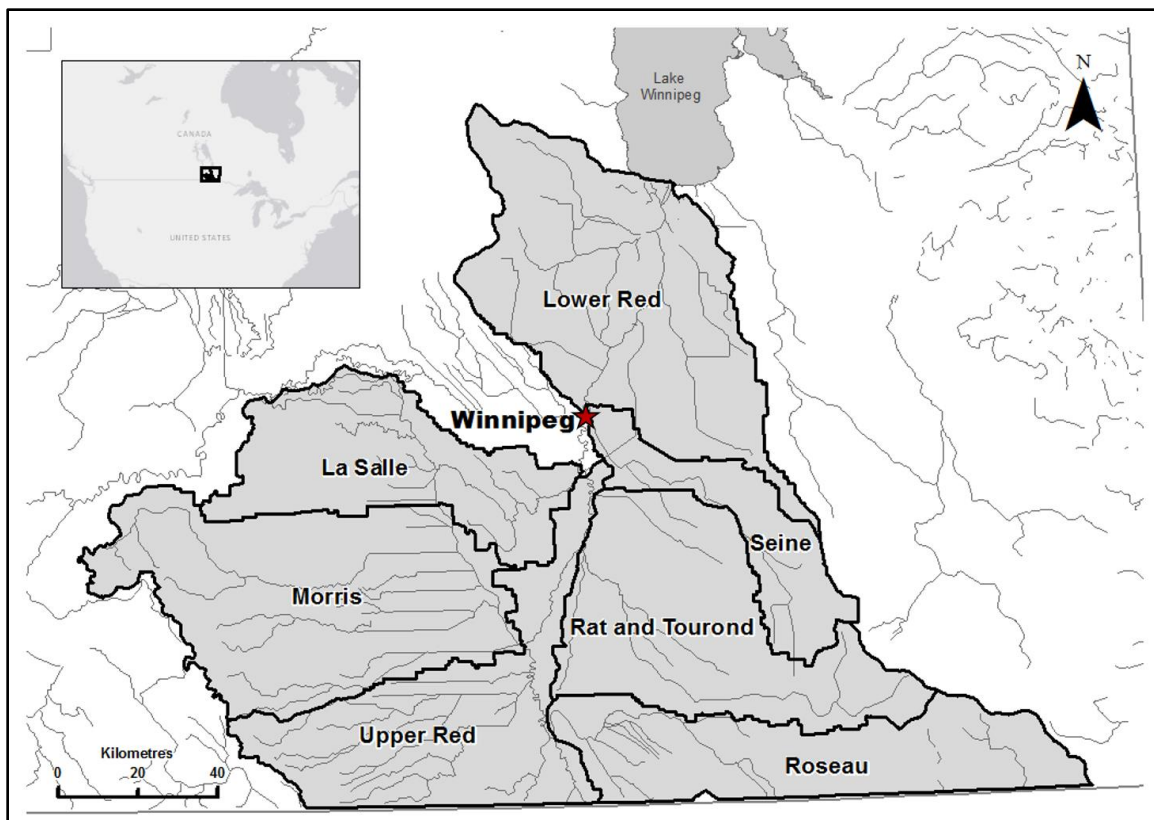 Lake
Winnipeg
N
CANADA
UNITED STATES
Lower Red
Winnipeg
La Salle
Seine
Morris
Rat and Tourond
Upper Red
Roseau
Kilometres
0 20 40